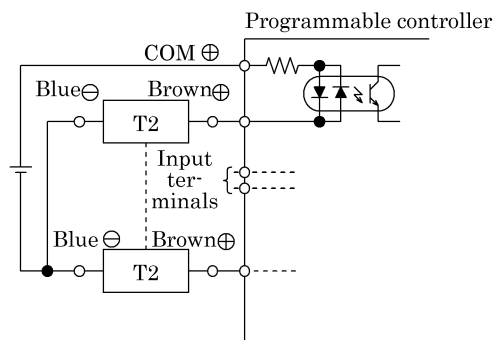 Programmable controller
COM ⊕
Blue⊖
Brown⊕
T2
Input
ter-
minals
Blue ⊖
Brown⊕
T2